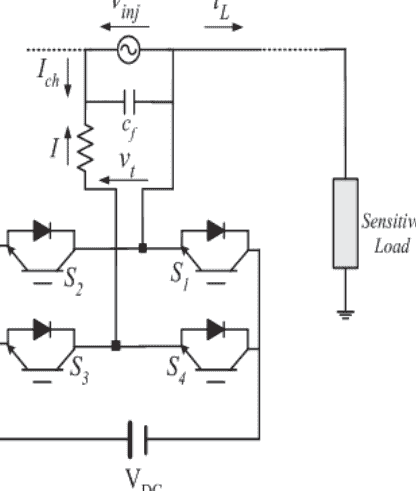 v_inj
i_L
I_ch
c_f
I
v_t
Sensitive
Load
S_2
S_1
S_3
S_4
V_DC